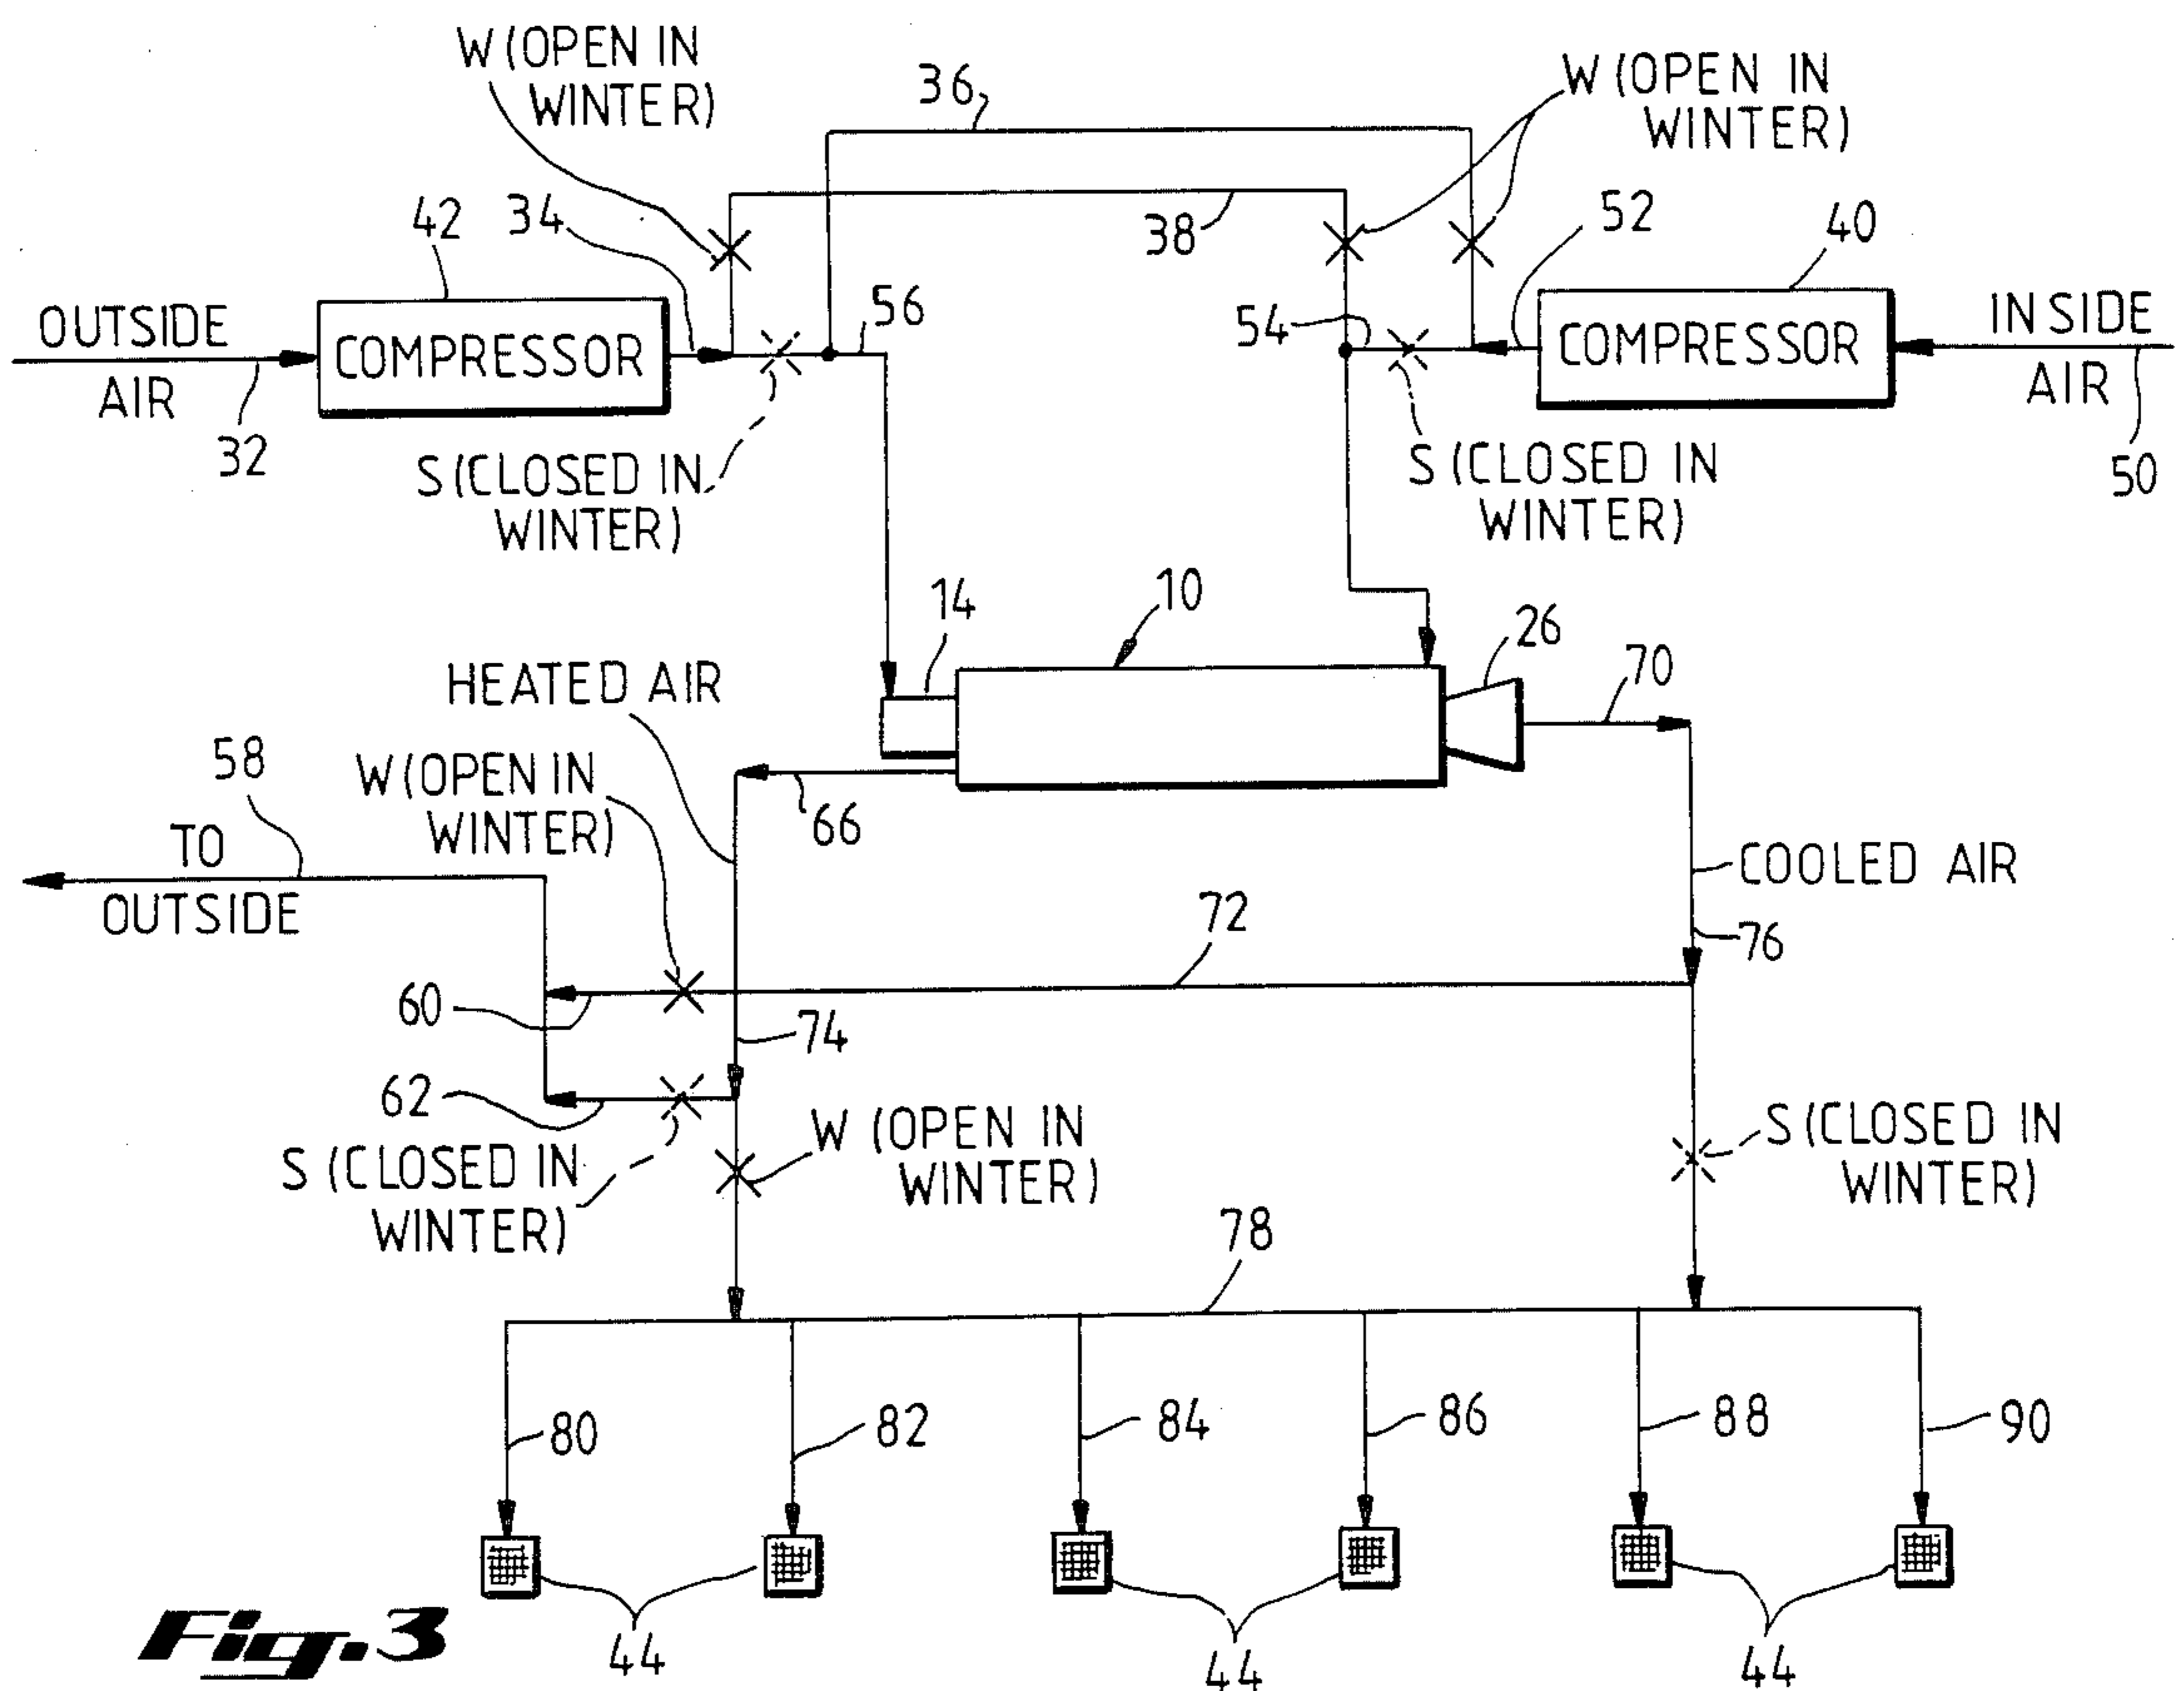 W (OPEN IN
WINTER)
36
W (OPEN IN
WINTER)
42
34
38
52
40
OUTSIDE
AIR
32
COMPRESSOR
56
54
COMPRESSOR
INSIDE
AIR
50
S (CLOSED IN
WINTER)
S (CLOSED IN
WINTER)
14
10
26
70
HEATED AIR
58
W (OPEN IN
WINTER)
66
TO
OUTSIDE
COOLED AIR
72
76
60
74
62
S (CLOSED IN
WINTER)
W (OPEN IN
WINTER)
S (CLOSED IN
WINTER)
78
80
82
84
86
88
90
44
44
44
Fig. 3